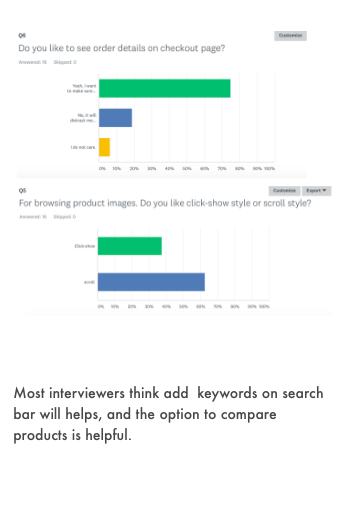 Q6
Customize
Do you like to see order details on checkout page?
Answered: 16 Skipped: 0
Yeah, I want
to make sure...
No, it will
distract me...
I do not care.
0% 10% 20% 30% 40% 50% 60% 70% 80% 90% 100%
Q5
Customize Export
For browsing product images. Do you like click-show style or scroll style?
Answered: 16 Skipped: 0
Click-show
scroll
0% 10% 20% 30% 40% 50% 60% 70% 80% 90% 100%
Most interviewers think add keywords on search
bar will helps, and the option to compare
products is helpful.